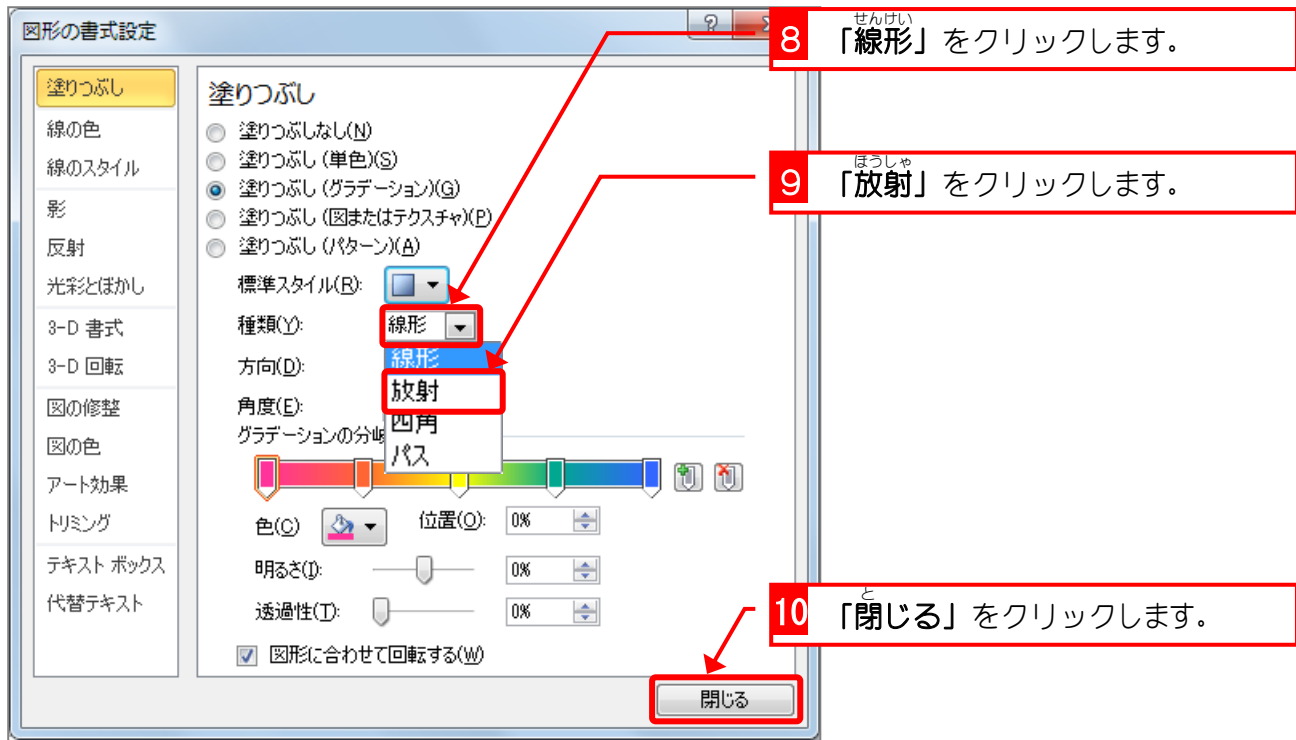 図形の書式設定
塗りつぶし
線の色
線のスタイル
影
反射
光彩とぼかし
3-D 書式
3-D 回転
図の修整
図の色
アート効果
トリミング
テキスト ボックス
代替テキスト
塗りつぶし
塗りつぶしなし(N)
塗りつぶし (単色)(S)
塗りつぶし (グラデーション)(G)
塗りつぶし (図またはテクスチャ)(P)
塗りつぶし (パターン)(A)
標準スタイル(R):
種類(Y): 線形
線形
方向(D):
放射
角度(E):
四角
グラデーションの分岐
パス
色(C) 位置(O): 0%
明るさ(I): 0%
透過性(T): 0%
図形に合わせて回転する(W)
閉じる
せんけい
8 「線形」をクリックします。
ほうしゃ
9 「放射」をクリックします。
と
10 「閉じる」をクリックします。